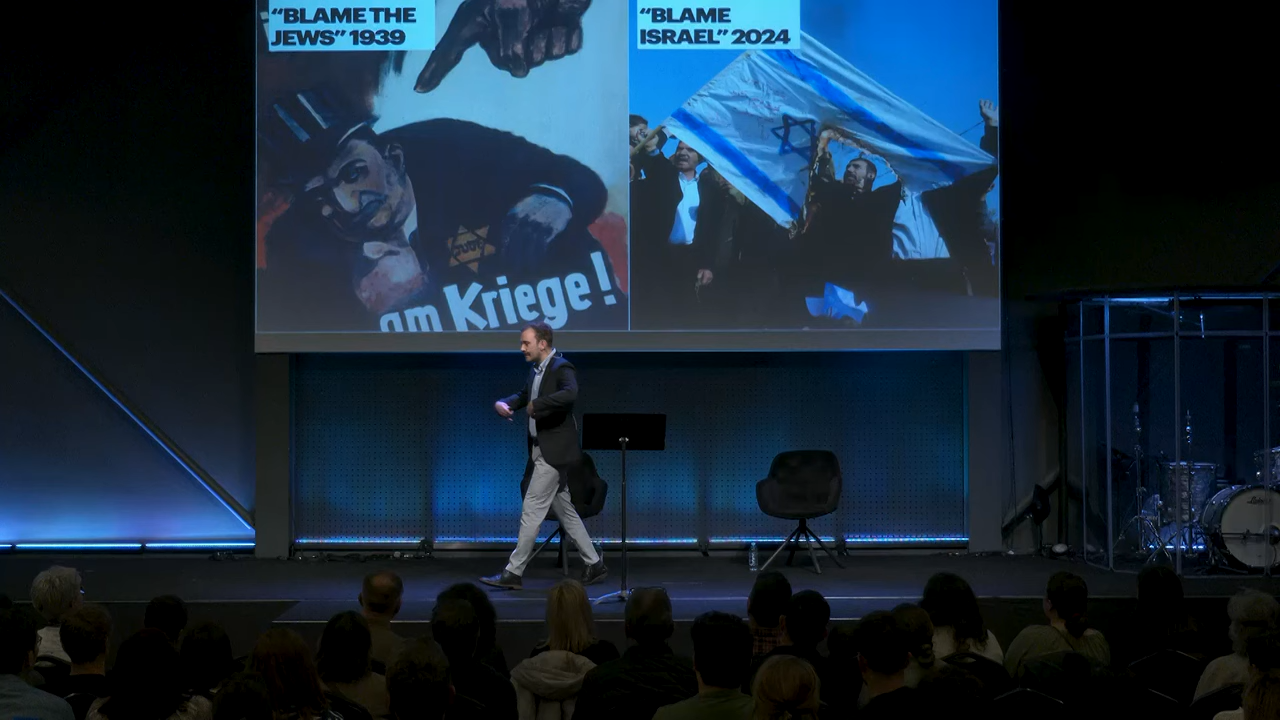 “BLAME THE
JEWS” 1939
“BLAME
ISRAEL” 2024
am Kriege!